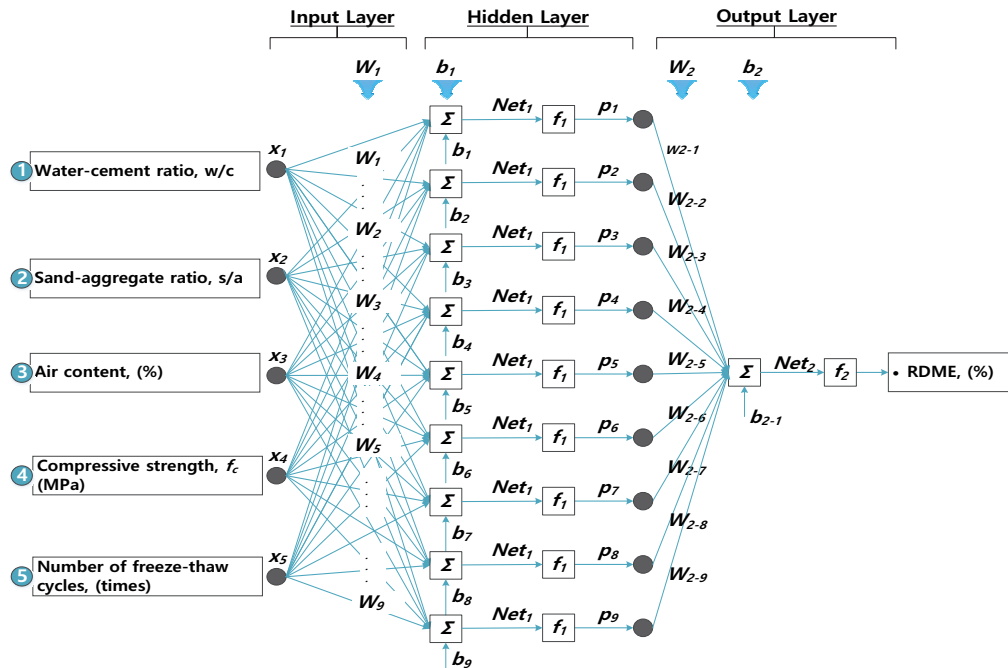 Input Layer
Hidden Layer
Output Layer
W1
b1
W2
b2
1 Water-cement ratio, w/c
2 Sand-aggregate ratio, s/a
3 Air content, (%)
4 Compressive strength, fc
(MPa)
5 Number of freeze-thaw
cycles, (times)
x1
x2
x3
x4
x5
W1
W2
W3
W4
W5
W9
Σ Net1 f1 p1
b1
Σ Net1 f1 p2
b2
Σ Net1 f1 p3
b3
Σ Net1 f1 p4
b4
Σ Net1 f1 p5
b5
Σ Net1 f1 p6
b6
Σ Net1 f1 p7
b7
Σ Net1 f1 p8
b8
Σ Net1 f1 p9
b9
W2-1
W2-2
W2-3
W2-4
W2-5
W2-6
W2-7
W2-8
W2-9
Σ Net2 f2
b2-1
• RDME, (%)